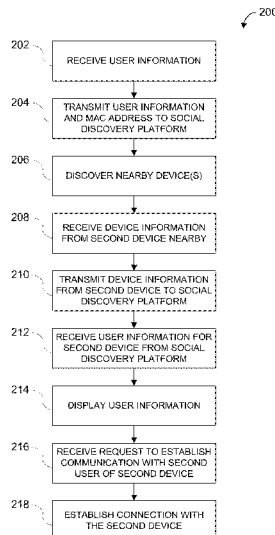 200
202
RECEIVE USER INFORMATION
204
TRANSMIT USER INFORMATION
AND MAC ADDRESS TO SOCIAL
DISCOVERY PLATFORM
206
DISCOVER NEARBY DEVICE(S)
208
RECEIVE DEVICE INFORMATION
FROM SECOND DEVICE NEARBY
210
TRANSMIT DEVICE INFORMATION
FROM SECOND DEVICE TO SOCIAL
DISCOVERY PLATFORM
212
RECEIVE USER INFORMATION FOR
SECOND DEVICE FROM SOCIAL
DISCOVERY PLATFORM
214
DISPLAY USER INFORMATION
216
RECEIVE REQUEST TO ESTABLISH
COMMUNICATION WITH SECOND
USER OF SECOND DEVICE
218
ESTABLISH CONNECTION WITH
THE SECOND DEVICE